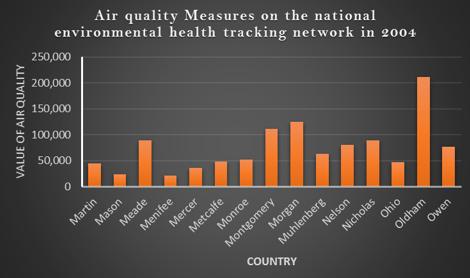 Air quality Measures on the national
environmental health tracking network in 2004
VALUE OF AIR QUALITY
250,000
200,000
150,000
100,000
50,000
0
Martin
Mason
Meade
Menifee
Mercer
Metcalfe
Monroe
Montgomery
Morgan
Muhlenberg
Nelson
Nicholas
Ohio
Oldham
Owen
COUNTRY